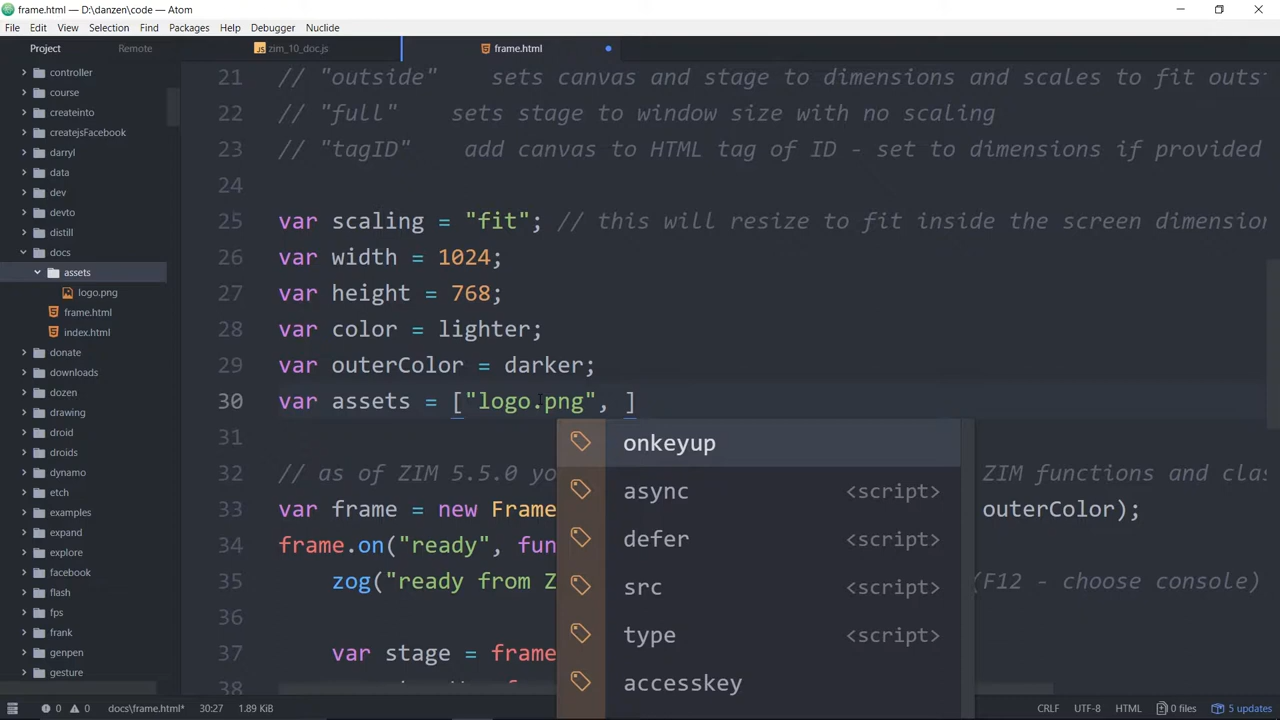 frame.html — D:\danzen\code — Atom
File Edit View Selection Find Packages Help Debugger Nuclide
Project Remote zim_10_doc.js frame.html
controller
course
createinto
createjsFacebook
darryl
data
dev
devto
distill
docs
assets
logo.png
frame.html
index.html
donate
downloads
dozen
drawing
droid
droids
dynamo
etch
examples
expand
explore
facebook
flash
fps
frank
genpen
gesture
21 // "outside" sets canvas and stage to dimensions and scales to fit outs
22 // "full" sets stage to window size with no scaling
23 // "tagID" add canvas to HTML tag of ID - set to dimensions if provided
24
25 var scaling = "fit"; // this will resize to fit inside the screen dimension
26 var width = 1024;
27 var height = 768;
28 var color = lighter;
29 var outerColor = darker;
30 var assets = ["logo.png", ]
31
32 // as of ZIM 5.5.0 yo ZIM functions and clas
33 var frame = new Frame outerColor);
34 frame.on("ready", fun
35 zog("ready from Z (F12 - choose console)
36
37 var stage = frame
38
onkeyup
async <script>
defer <script>
src <script>
type <script>
accesskey
0 0 docs\frame.html* 30:27 1.89 KiB CRLF UTF-8 HTML 0 files 5 updates